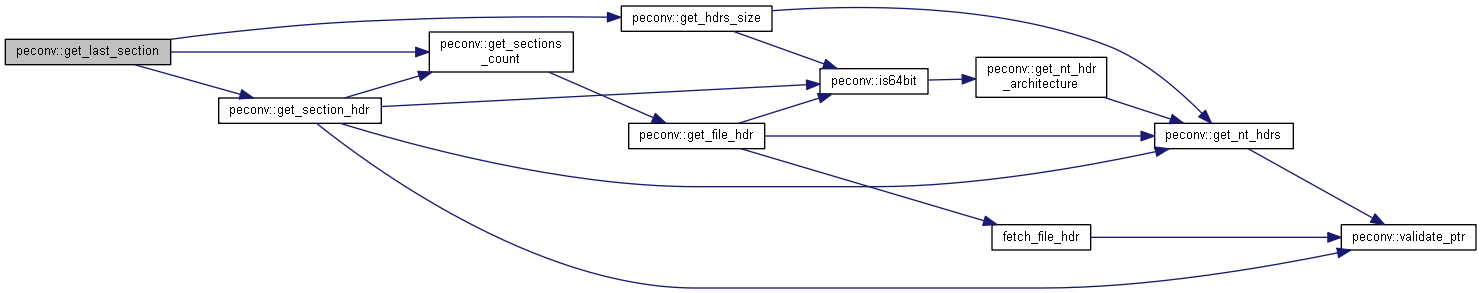 peconv::get_last_section
peconv::get_hdrs_size
peconv::get_sections
_count
peconv::get_section_hdr
peconv::is64bit
peconv::get_nt_hdr
_architecture
peconv::get_file_hdr
peconv::get_nt_hdrs
fetch_file_hdr
peconv::validate_ptr